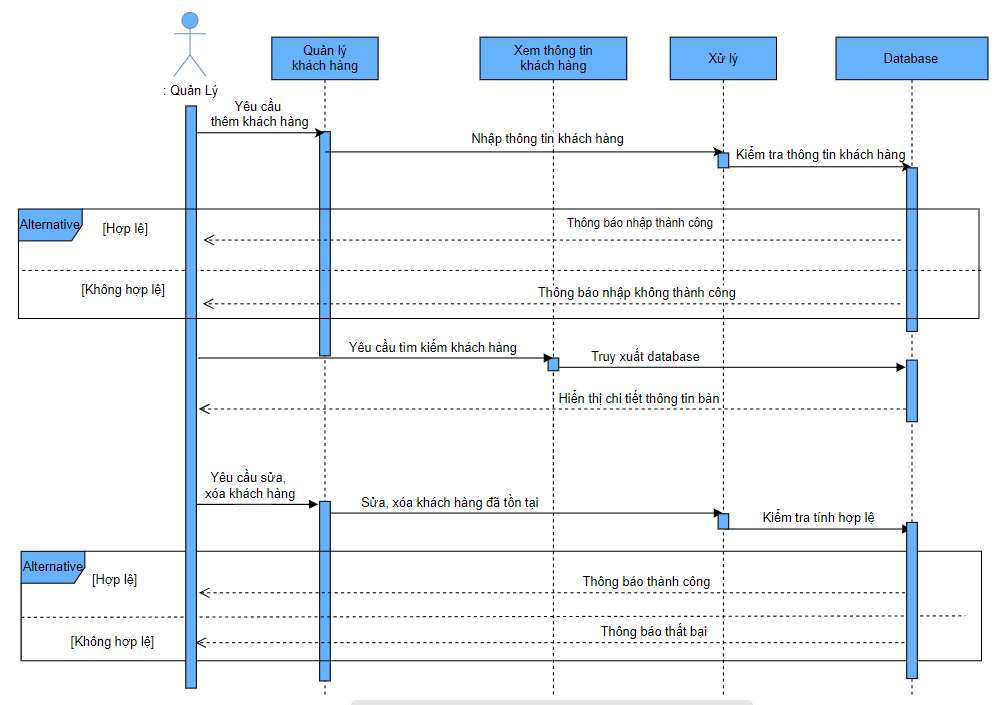 Quản lý
khách hàng
Xem thông tin
khách hàng
Xử lý
Database
: Quản Lý
Yêu cầu
thêm khách hàng
Nhập thông tin khách hàng
Kiểm tra thông tin khách hàng
Alternative
[Hợp lệ]
Thông báo nhập thành công
[Không hợp lệ]
Thông báo nhập không thành công
Yêu cầu tìm kiếm khách hàng
Truy xuất database
Hiển thị chi tiết thông tin bàn
Yêu cầu sửa,
xóa khách hàng
Sửa, xóa khách hàng đã tồn tại
Kiểm tra tính hợp lệ
Alternative
[Hợp lệ]
Thông báo thành công
[Không hợp lệ]
Thông báo thất bại